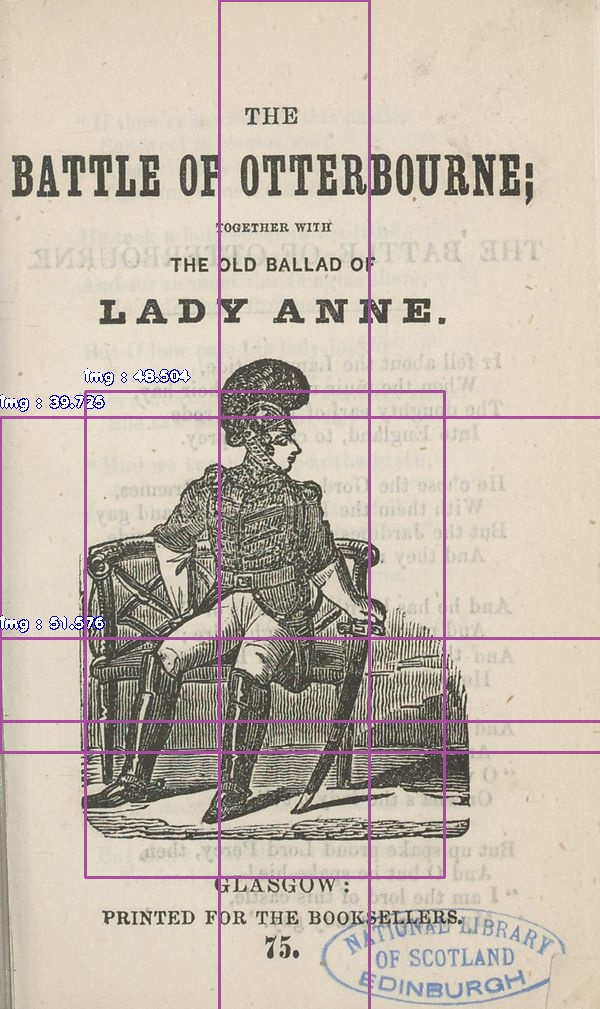 THE
BATTLE OF OTTERBOURNE;
TOGETHER WITH
THE OLD BALLAD OF
LADY ANNE.
img : 48.504
img : 39.725
img : 51.576
GLASGOW:
PRINTED FOR THE BOOKSELLERS.
75.
NATIONAL LIBRARY
OF SCOTLAND
EDINBURGH